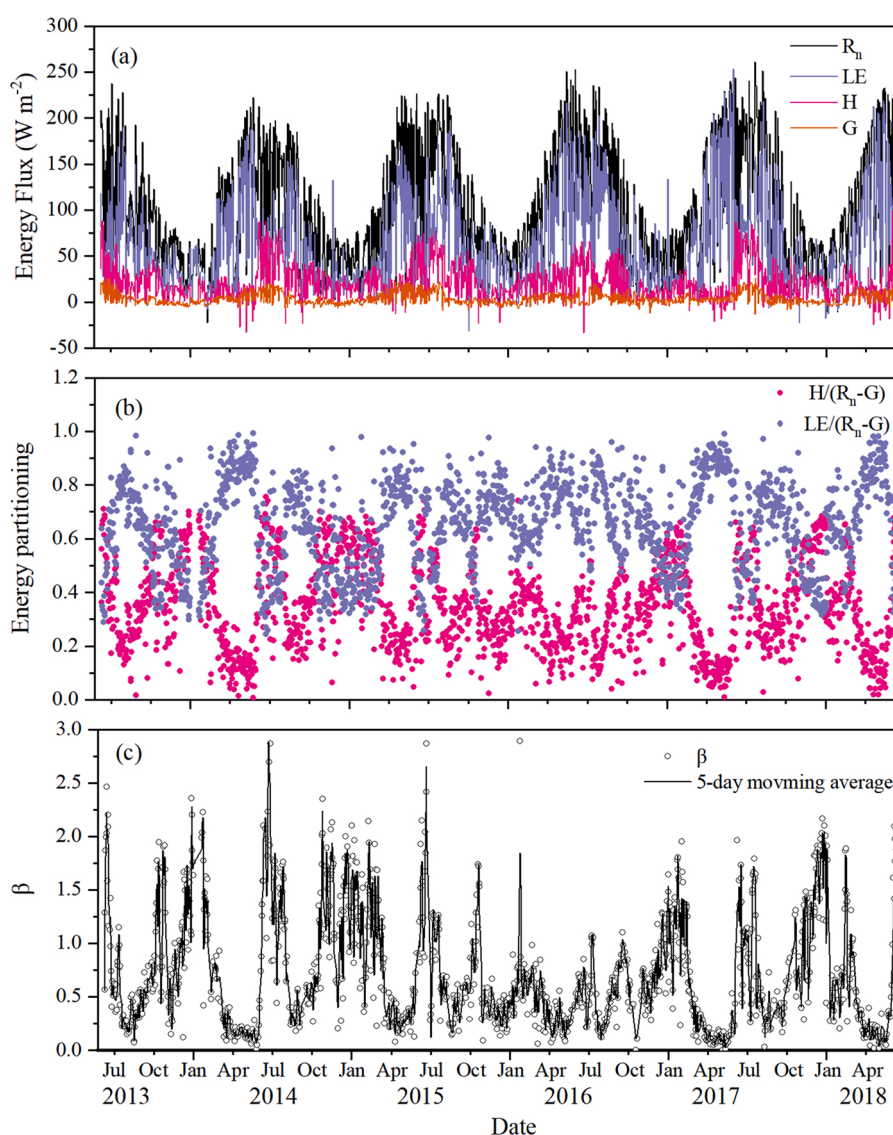 (a)
Rₙ
LE
H
G
300
250
200
150
100
50
0
-50
Energy Flux (W m⁻²)
(b)
H/(Rₙ-G)
LE/(Rₙ-G)
1.2
1.0
0.8
0.6
0.4
0.2
0.0
Energy partitioning
(c)
β
5-day movming average
3.0
2.5
2.0
1.5
1.0
0.5
0.0
β
Jul Oct Jan Apr Jul Oct Jan Apr Jul Oct Jan Apr Jul Oct Jan Apr Jul Oct Jan Apr
2013 2014 2015 2016 2017 2018
Date